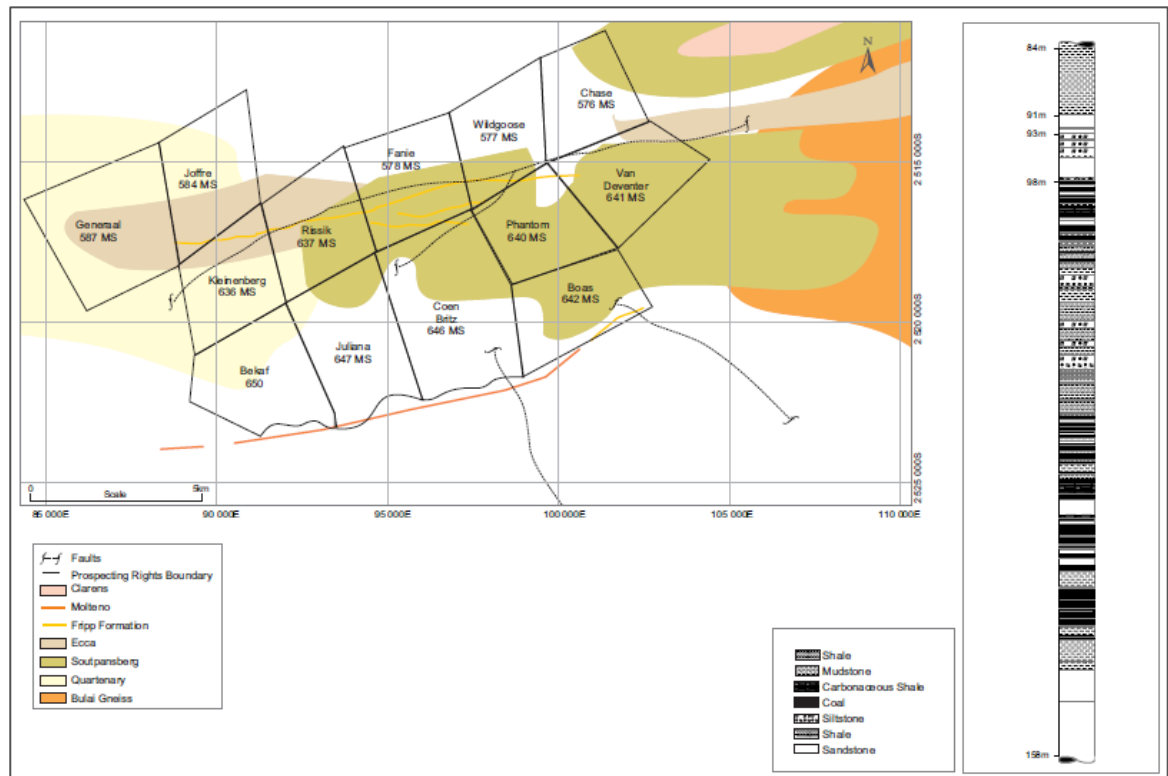 N
Chase
576 MS
Wildgoose
577 MS
Fanie
578 MS
Joffre
584 MS
Van
Deventer
641 MS
Generaal
587 MS
Rissik
637 MS
Phantom
640 MS
Kleinenberg
636 MS
Boas
642 MS
Coen
Britz
646 MS
Juliana
647 MS
Bekaf
650
2 515 000S
2 520 000S
2 525 000S
0
Scale
5km
85 000E
90 000E
95 000E
100 000E
105 000E
110 000E
Faults
Prospecting Rights Boundary
Clarens
Molteno
Fripp Formation
Ecca
Soutpansberg
Quartenary
Bulai Gneiss
Shale
Mudstone
Carbonaceous Shale
Coal
Siltstone
Shale
Sandstone
84m
91m
93m
98m
158m